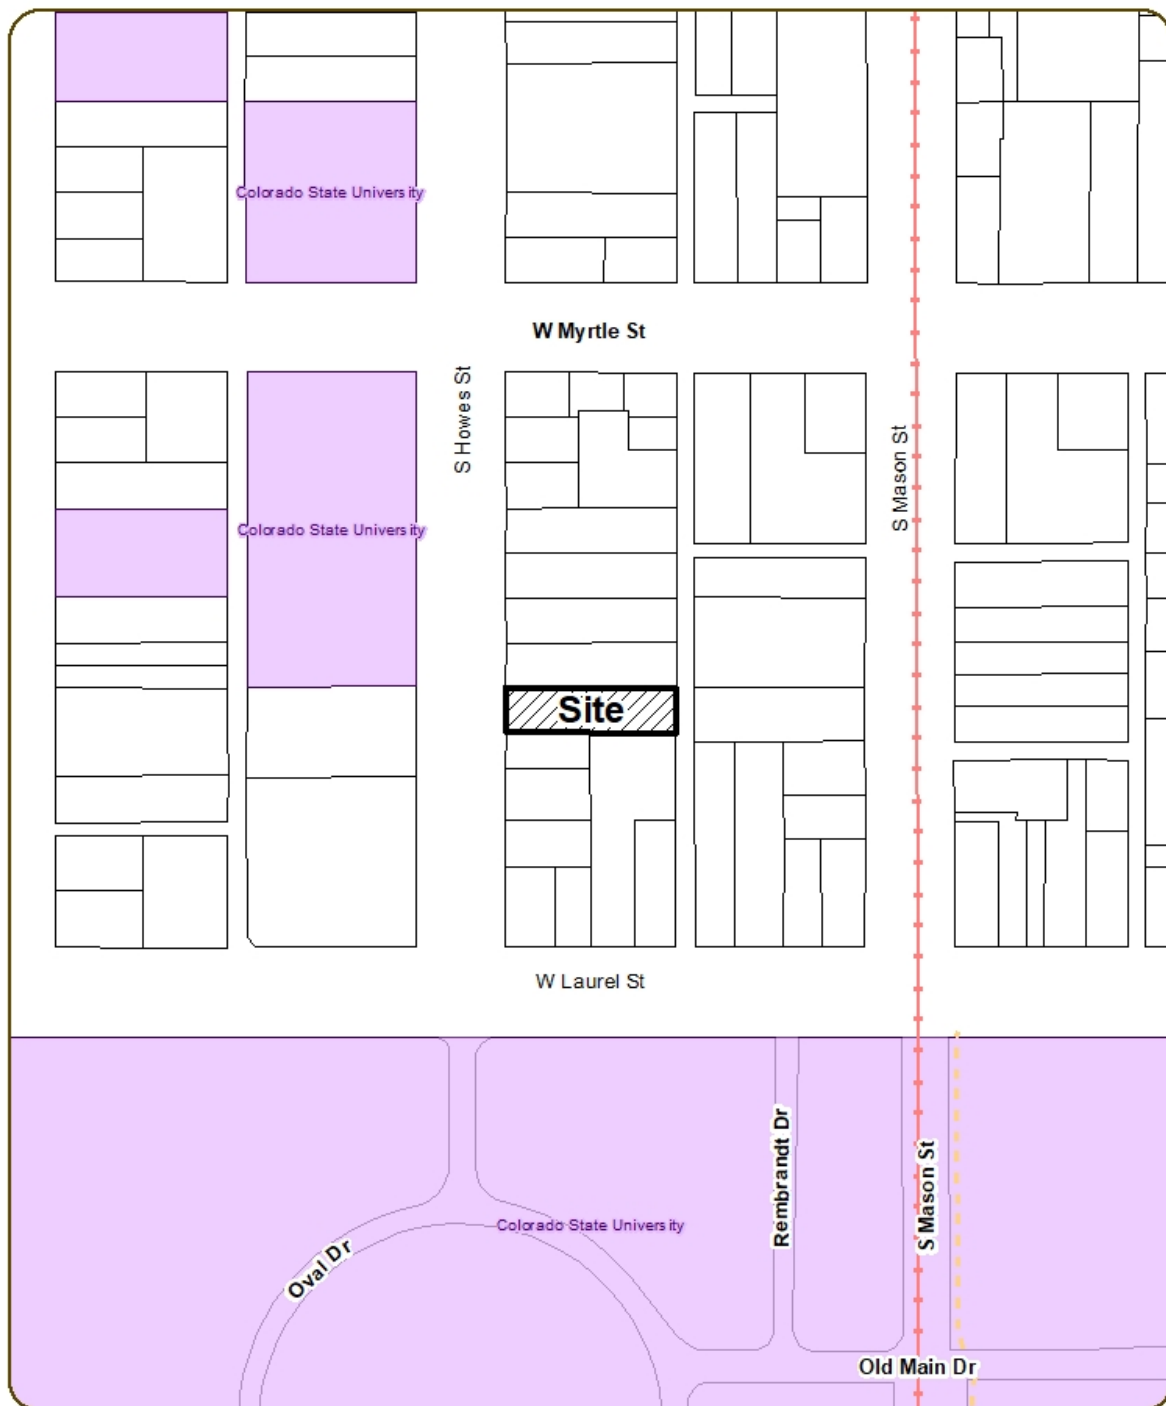 Colorado State University
W Myrtle St
S Howes St
S Mason St
Colorado State University
Site
W Laurel St
Rembrandt Dr
S Mason St
Colorado State University
Oval Dr
Old Main Dr